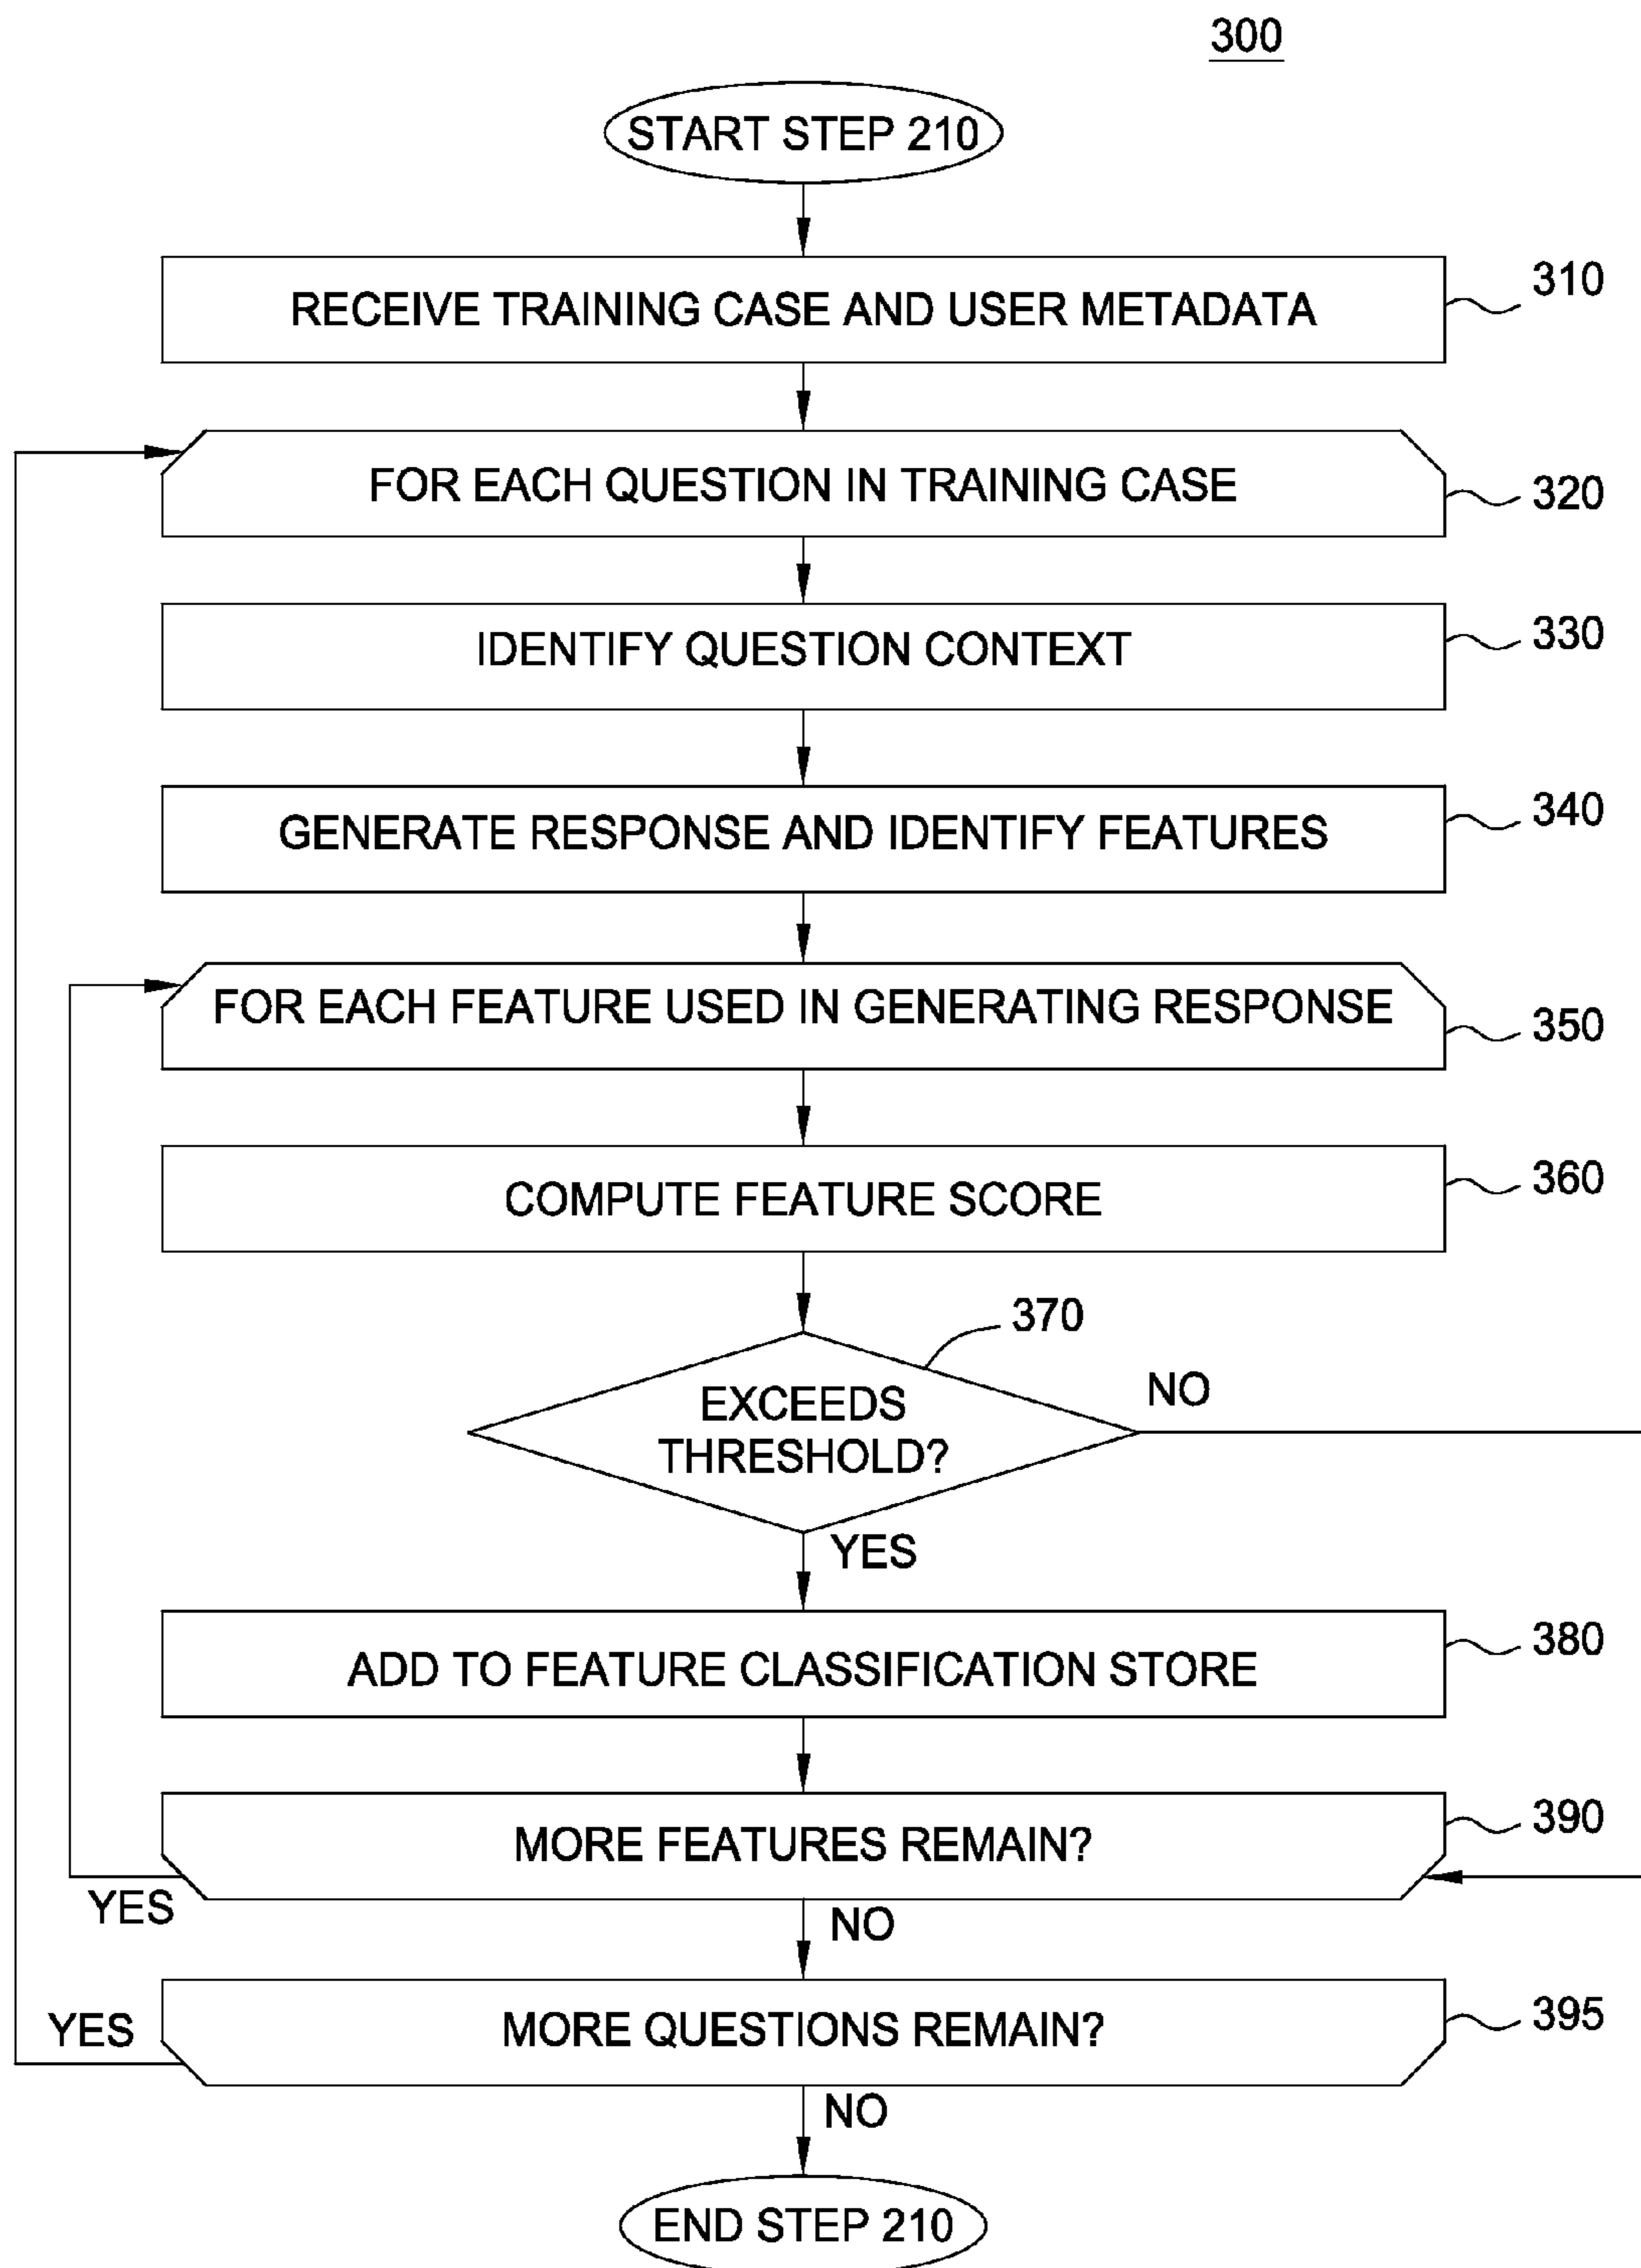 300
START STEP 210
RECEIVE TRAINING CASE AND USER METADATA
310
FOR EACH QUESTION IN TRAINING CASE
320
IDENTIFY QUESTION CONTEXT
330
GENERATE RESPONSE AND IDENTIFY FEATURES
340
FOR EACH FEATURE USED IN GENERATING RESPONSE
350
COMPUTE FEATURE SCORE
360
370
EXCEEDS
THRESHOLD?
NO
YES
ADD TO FEATURE CLASSIFICATION STORE
380
MORE FEATURES REMAIN?
390
YES
NO
MORE QUESTIONS REMAIN?
395
YES
NO
END STEP 210